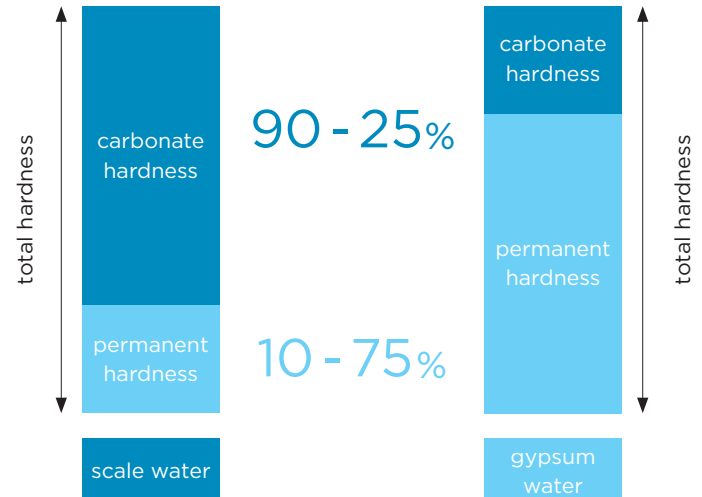 total hardness
carbonate
hardness
permanent
hardness
scale water
90 - 25%
10 - 75%
carbonate
hardness
permanent
hardness
gypsum
water
total hardness